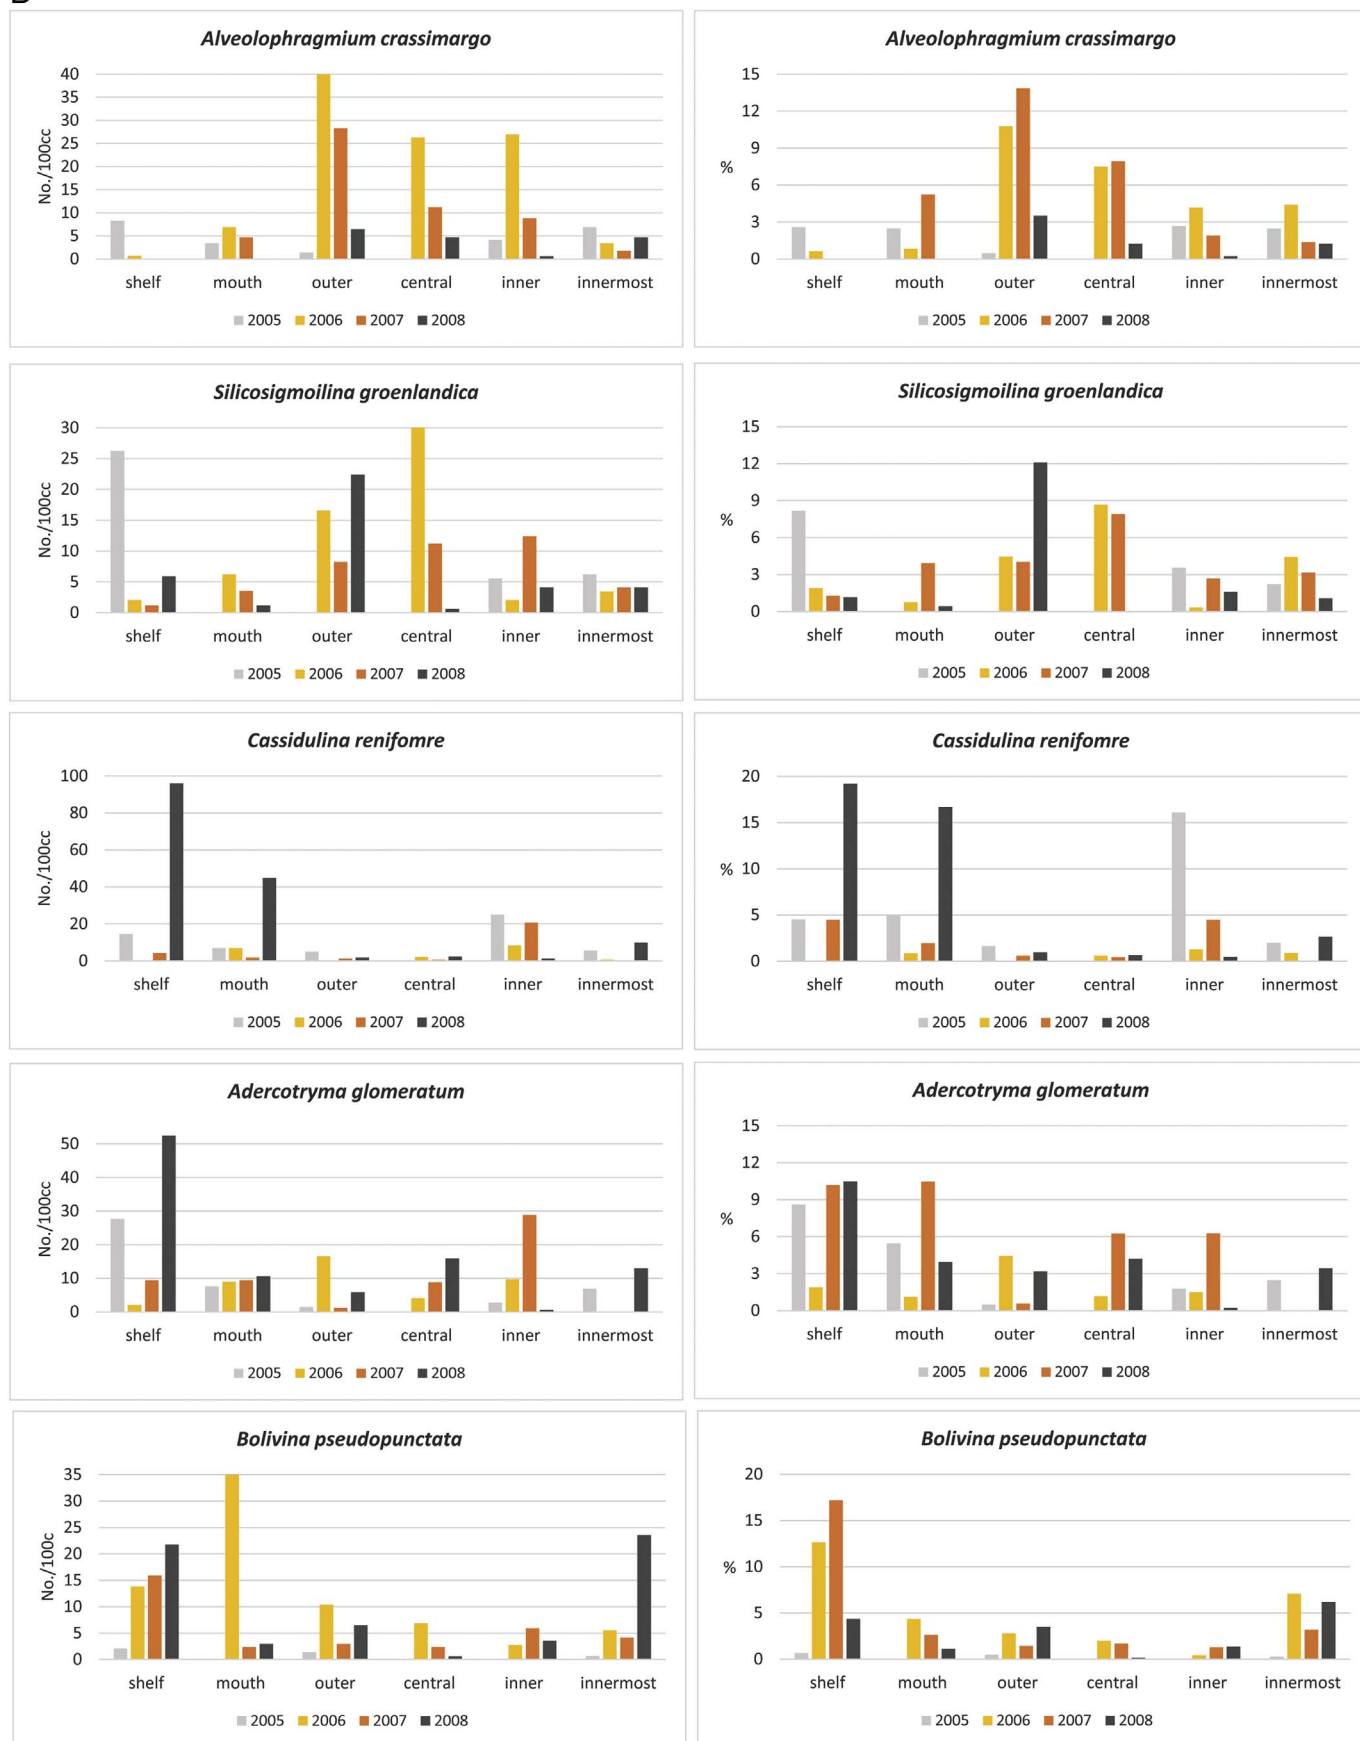 Alveolophragmium crassimargo
No./100cc
40
35
30
25
20
15
10
5
0
shelf mouth outer central inner innermost
2005 2006 2007 2008
Alveolophragmium crassimargo
%
15
12
9
6
3
0
shelf mouth outer central inner innermost
2005 2006 2007 2008
Silicosigmoilina groenlandica
No./100cc
30
25
20
15
10
5
0
shelf mouth outer central inner innermost
2005 2006 2007 2008
Silicosigmoilina groenlandica
%
15
12
9
6
3
0
shelf mouth outer central inner innermost
2005 2006 2007 2008
Cassidulina renifomre
No./100cc
100
80
60
40
20
0
shelf mouth outer central inner innermost
2005 2006 2007 2008
Cassidulina renifomre
%
20
15
10
5
0
shelf mouth outer central inner innermost
2005 2006 2007 2008
Adercotryma glomeratum
No./100cc
50
40
30
20
10
0
shelf mouth outer central inner innermost
2005 2006 2007 2008
Adercotryma glomeratum
%
15
12
9
6
3
0
shelf mouth outer central inner innermost
2005 2006 2007 2008
Bolivina pseudopunctata
No./100c
35
30
25
20
15
10
5
0
shelf mouth outer central inner innermost
2005 2006 2007 2008
Bolivina pseudopunctata
%
20
15
10
5
0
shelf mouth outer central inner innermost
2005 2006 2007 2008